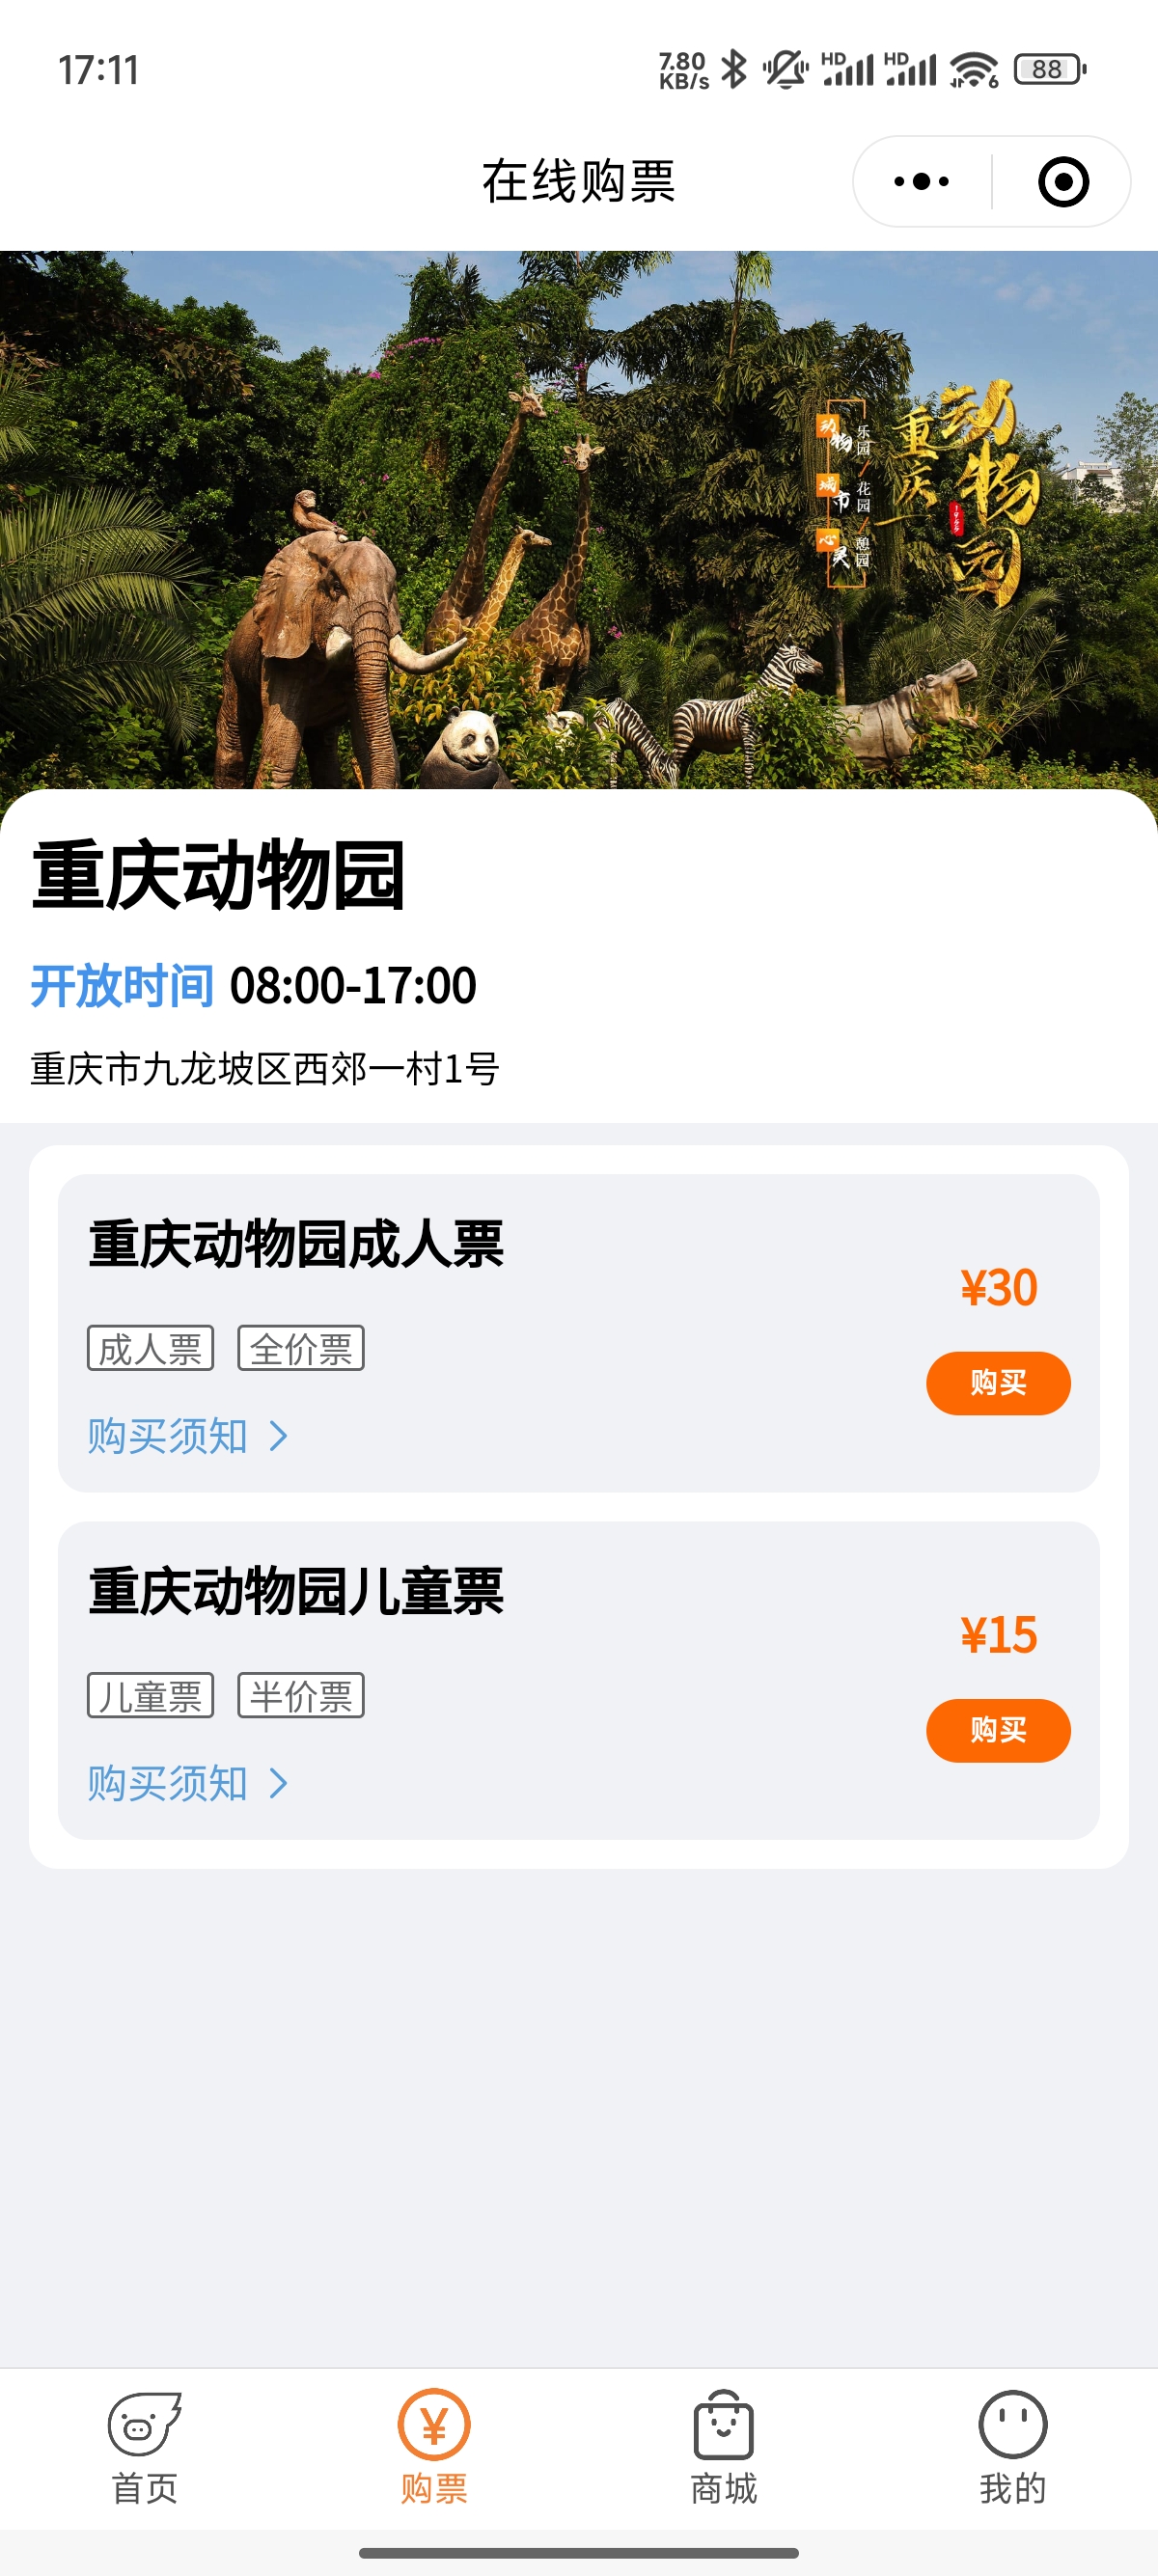 17:11
7.80
KB/s
HD
HD
6
88
在线购票
重庆
动物园
1955
动物
乐园
城市
花园
心灵
憩园
重庆动物园
开放时间 08:00-17:00
重庆市九龙坡区西郊一村1号
重庆动物园成人票
¥30
成人票 全价票
购买
购买须知 >
重庆动物园儿童票
¥15
儿童票 半价票
购买
购买须知 >
首页 购票 商城 我的